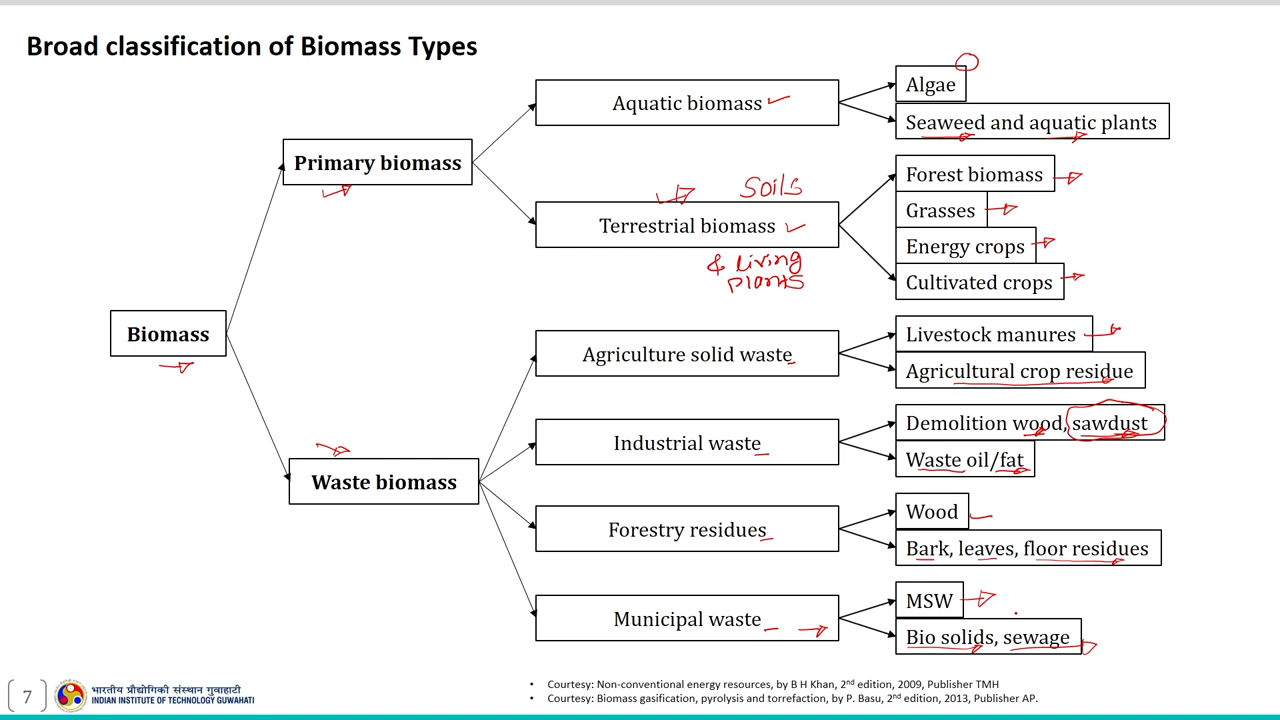 Broad classification of Biomass Types
Biomass
Primary biomass
Waste biomass
Aquatic biomass
Soils
Terrestrial biomass
& Living
Plants
Agriculture solid waste
Industrial waste
Forestry residues
Municipal waste
Algae
Seaweed and aquatic plants
Forest biomass
Grasses
Energy crops
Cultivated crops
Livestock manures
Agricultural crop residue
Demolition wood, sawdust
Waste oil/fat
Wood
Bark, leaves, floor residues
MSW
Bio solids, sewage
7
भारतीय प्रौद्योगिकी संस्थान गुवाहाटी
INDIAN INSTITUTE OF TECHNOLOGY GUWAHATI
• Courtesy: Non-conventional energy resources, by B H Khan, 2nd edition, 2009, Publisher TMH
• Courtesy: Biomass gasification, pyrolysis and torrefaction, by P. Basu, 2nd edition, 2013, Publisher AP.